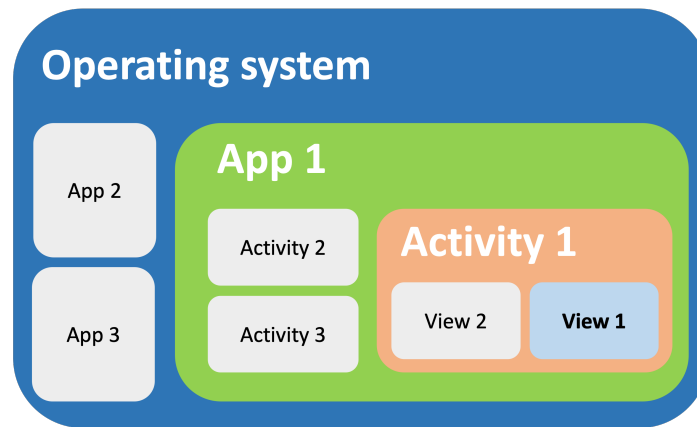 Operating system
App 2
App 3
App 1
Activity 2
Activity 3
Activity 1
View 2
View 1